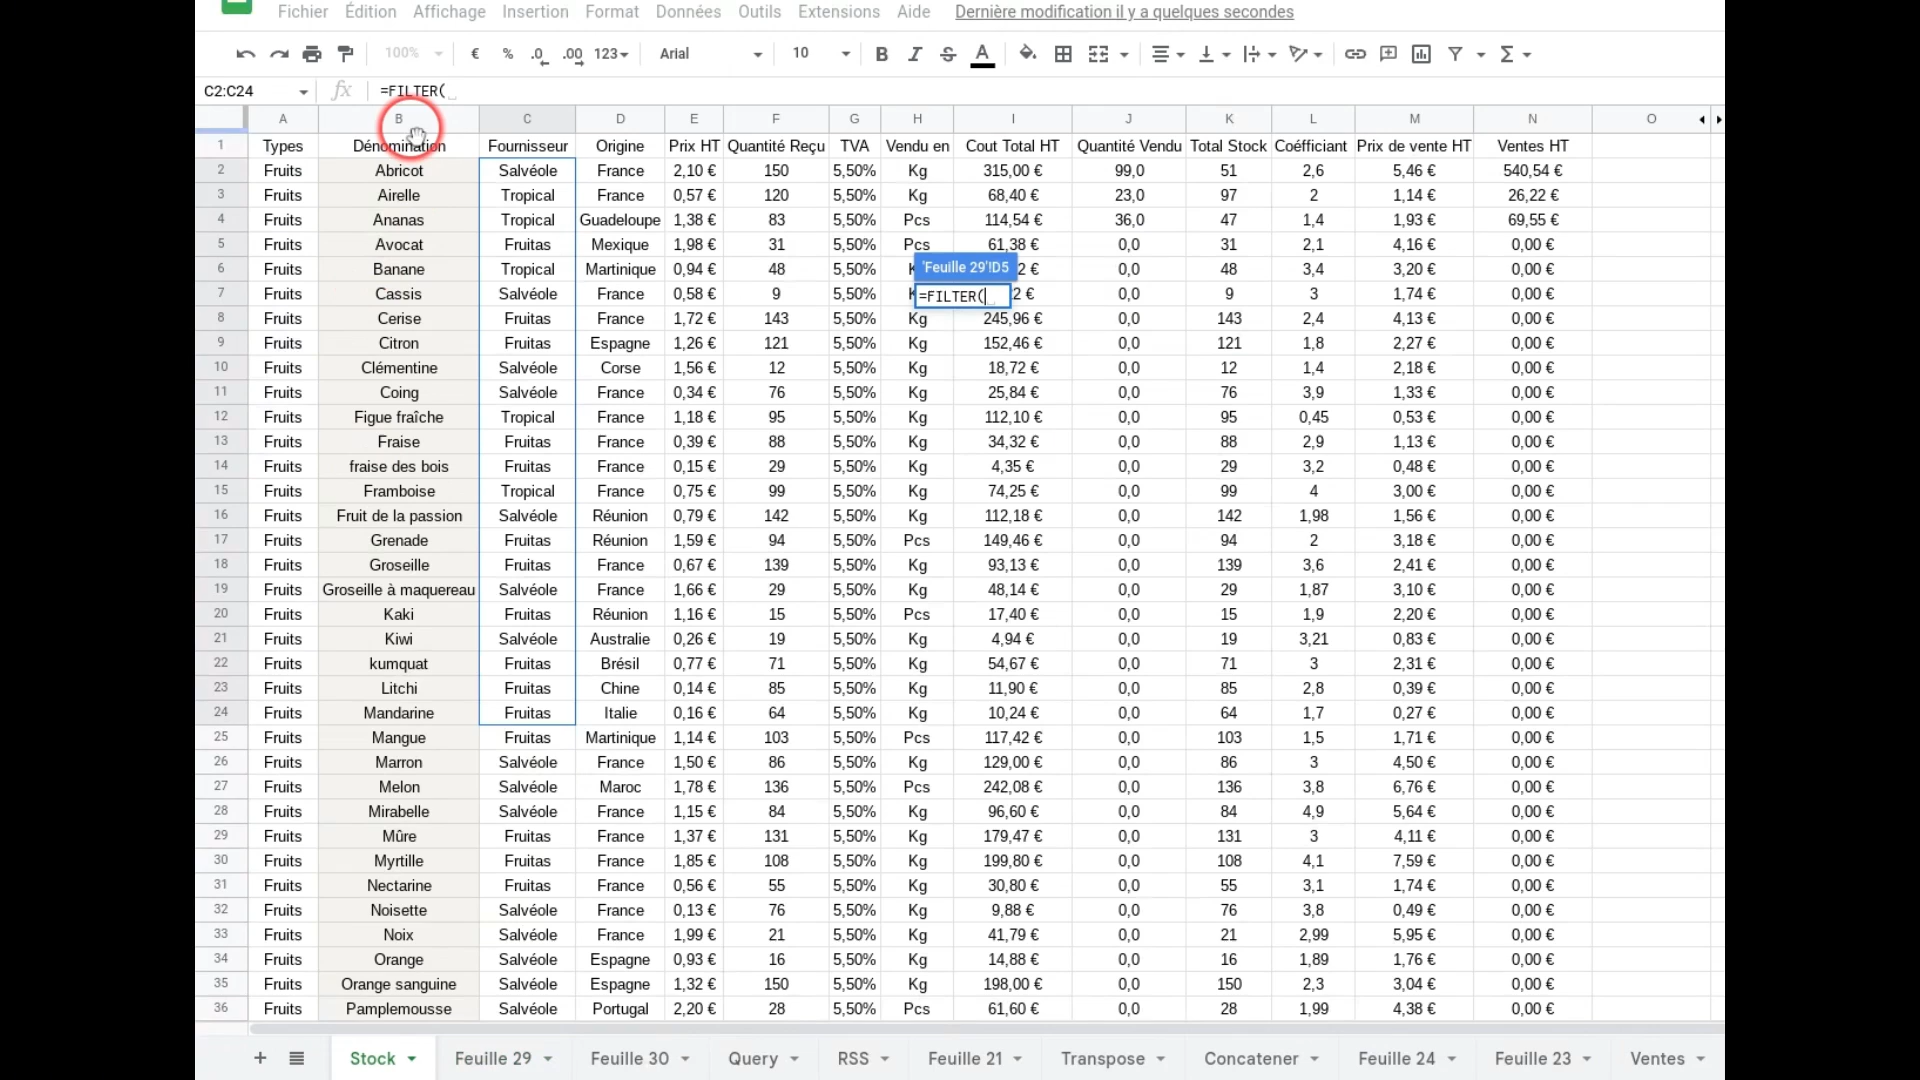 Fichier Édition Affichage Insertion Format Données Outils Extensions Aide Dernière modification il y a quelques secondes
100% € % .0 .00 123 Arial 10 B I S A
C2:C24 fx =FILTER(
A B C D E F G H I J K L M N O
1 Types Dénomination Fournisseur Origine Prix HT Quantité Reçu TVA Vendu en Cout Total HT Quantité Vendu Total Stock Coéfficiant Prix de vente HT Ventes HT
2 Fruits Abricot Salvéole France 2,10 € 150 5,50% Kg 315,00 € 99,0 51 2,6 5,46 € 540,54 €
3 Fruits Airelle Tropical France 0,57 € 120 5,50% Kg 68,40 € 23,0 97 2 1,14 € 26,22 €
4 Fruits Ananas Tropical Guadeloupe 1,38 € 83 5,50% Pcs 114,54 € 36,0 47 1,4 1,93 € 69,55 €
5 Fruits Avocat Fruitas Mexique 1,98 € 31 5,50% Pcs 61,38 € 0,0 31 2,1 4,16 € 0,00 €
6 Fruits Banane Tropical Martinique 0,94 € 48 5,50% 'Feuille 29'!D5 2 € 0,0 48 3,4 3,20 € 0,00 €
7 Fruits Cassis Salvéole France 0,58 € 9 5,50% =FILTER( 2 € 0,0 9 3 1,74 € 0,00 €
8 Fruits Cerise Fruitas France 1,72 € 143 5,50% Kg 245,96 € 0,0 143 2,4 4,13 € 0,00 €
9 Fruits Citron Fruitas Espagne 1,26 € 121 5,50% Kg 152,46 € 0,0 121 1,8 2,27 € 0,00 €
10 Fruits Clémentine Salvéole Corse 1,56 € 12 5,50% Kg 18,72 € 0,0 12 1,4 2,18 € 0,00 €
11 Fruits Coing Salvéole France 0,34 € 76 5,50% Kg 25,84 € 0,0 76 3,9 1,33 € 0,00 €
12 Fruits Figue fraîche Tropical France 1,18 € 95 5,50% Kg 112,10 € 0,0 95 0,45 0,53 € 0,00 €
13 Fruits Fraise Fruitas France 0,39 € 88 5,50% Kg 34,32 € 0,0 88 2,9 1,13 € 0,00 €
14 Fruits fraise des bois Fruitas France 0,15 € 29 5,50% Kg 4,35 € 0,0 29 3,2 0,48 € 0,00 €
15 Fruits Framboise Tropical France 0,75 € 99 5,50% Kg 74,25 € 0,0 99 4 3,00 € 0,00 €
16 Fruits Fruit de la passion Salvéole Réunion 0,79 € 142 5,50% Kg 112,18 € 0,0 142 1,98 1,56 € 0,00 €
17 Fruits Grenade Fruitas Réunion 1,59 € 94 5,50% Pcs 149,46 € 0,0 94 2 3,18 € 0,00 €
18 Fruits Groseille Fruitas France 0,67 € 139 5,50% Kg 93,13 € 0,0 139 3,6 2,41 € 0,00 €
19 Fruits Groseille à maquereau Salvéole France 1,66 € 29 5,50% Kg 48,14 € 0,0 29 1,87 3,10 € 0,00 €
20 Fruits Kaki Fruitas Réunion 1,16 € 15 5,50% Pcs 17,40 € 0,0 15 1,9 2,20 € 0,00 €
21 Fruits Kiwi Salvéole Australie 0,26 € 19 5,50% Kg 4,94 € 0,0 19 3,21 0,83 € 0,00 €
22 Fruits kumquat Fruitas Brésil 0,77 € 71 5,50% Kg 54,67 € 0,0 71 3 2,31 € 0,00 €
23 Fruits Litchi Fruitas Chine 0,14 € 85 5,50% Kg 11,90 € 0,0 85 2,8 0,39 € 0,00 €
24 Fruits Mandarine Fruitas Italie 0,16 € 64 5,50% Kg 10,24 € 0,0 64 1,7 0,27 € 0,00 €
25 Fruits Mangue Fruitas Martinique 1,14 € 103 5,50% Pcs 117,42 € 0,0 103 1,5 1,71 € 0,00 €
26 Fruits Marron Salvéole France 1,50 € 86 5,50% Kg 129,00 € 0,0 86 3 4,50 € 0,00 €
27 Fruits Melon Salvéole Maroc 1,78 € 136 5,50% Pcs 242,08 € 0,0 136 3,8 6,76 € 0,00 €
28 Fruits Mirabelle Salvéole France 1,15 € 84 5,50% Kg 96,60 € 0,0 84 4,9 5,64 € 0,00 €
29 Fruits Mûre Fruitas France 1,37 € 131 5,50% Kg 179,47 € 0,0 131 3 4,11 € 0,00 €
30 Fruits Myrtille Fruitas France 1,85 € 108 5,50% Kg 199,80 € 0,0 108 4,1 7,59 € 0,00 €
31 Fruits Nectarine Fruitas France 0,56 € 55 5,50% Kg 30,80 € 0,0 55 3,1 1,74 € 0,00 €
32 Fruits Noisette Salvéole France 0,13 € 76 5,50% Kg 9,88 € 0,0 76 3,8 0,49 € 0,00 €
33 Fruits Noix Salvéole France 1,99 € 21 5,50% Kg 41,79 € 0,0 21 2,99 5,95 € 0,00 €
34 Fruits Orange Salvéole Espagne 0,93 € 16 5,50% Kg 14,88 € 0,0 16 1,89 1,76 € 0,00 €
35 Fruits Orange sanguine Salvéole Espagne 1,32 € 150 5,50% Kg 198,00 € 0,0 150 2,3 3,04 € 0,00 €
36 Fruits Pamplemousse Salvéole Portugal 2,20 € 28 5,50% Pcs 61,60 € 0,0 28 1,99 4,38 € 0,00 €
Stock Feuille 29 Feuille 30 Query RSS Feuille 21 Transpose Concatener Feuille 24 Feuille 23 Ventes